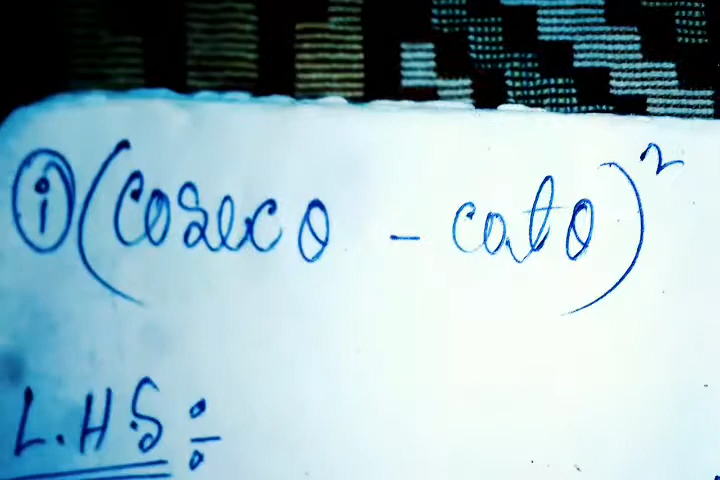 (i) (cosec θ - cot θ)²
L.H.S :-